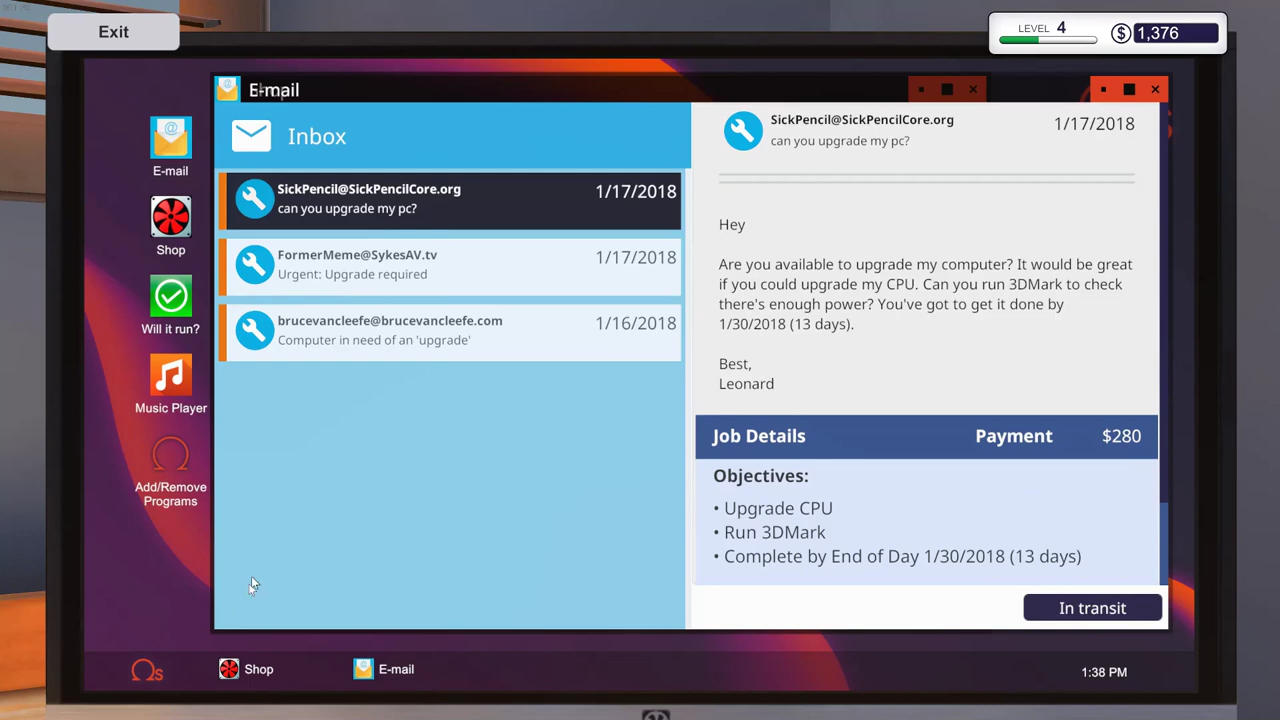 Exit
LEVEL 4
$ 1,376
E-mail
Inbox
SickPencil@SickPencilCore.org
can you upgrade my pc?
1/17/2018
FormerMeme@SykesAV.tv
Urgent: Upgrade required
1/17/2018
brucevancleefe@brucevancleefe.com
Computer in need of an 'upgrade'
1/16/2018
SickPencil@SickPencilCore.org
can you upgrade my pc?
1/17/2018
Hey
Are you available to upgrade my computer? It would be great
if you could upgrade my CPU. Can you run 3DMark to check
there's enough power? You've got to get it done by
1/30/2018 (13 days).
Best,
Leonard
Job Details Payment $280
Objectives:
• Upgrade CPU
• Run 3DMark
• Complete by End of Day 1/30/2018 (13 days)
In transit
E-mail
Shop
Will it run?
Music Player
Add/Remove
Programs
Ωs
Shop
E-mail
1:38 PM